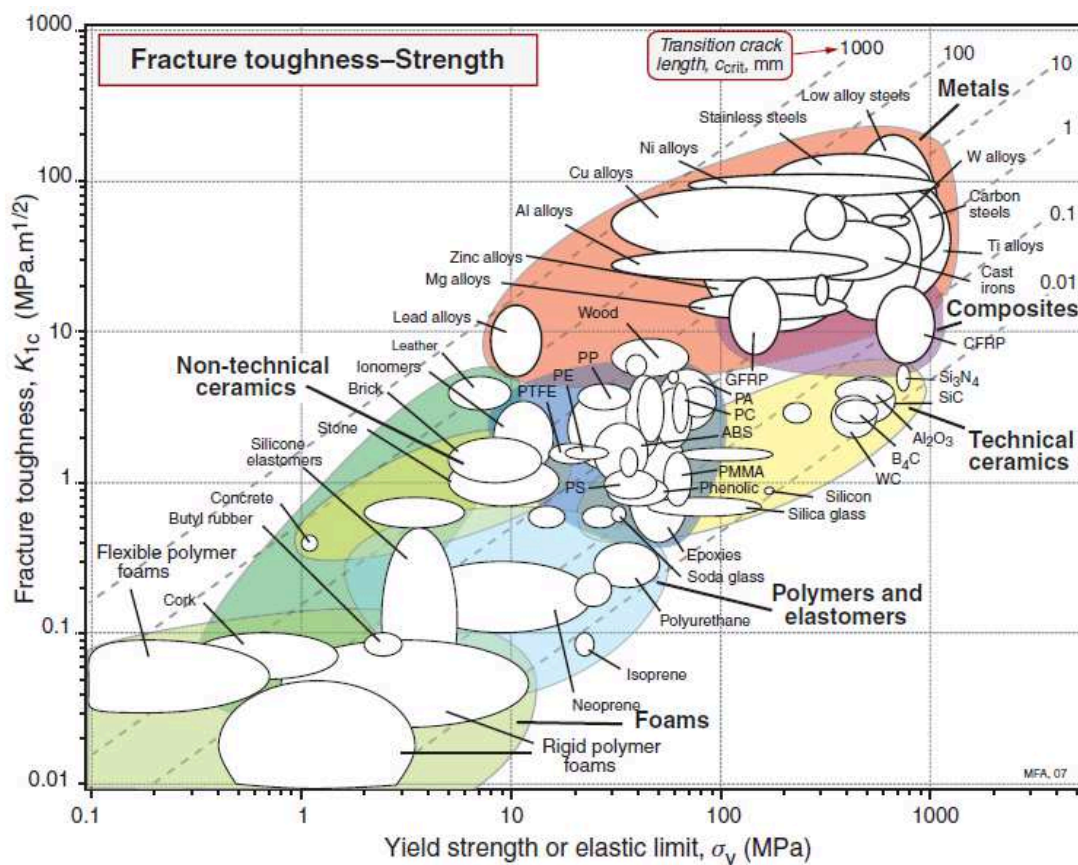 Fracture toughness–Strength
Transition crack
length, c_crit, mm
1000
100
10
1
0.1
0.01
1000
100
10
1
0.1
0.01
Fracture toughness, K_1c (MPa.m^1/2)
Low alloy steels
Metals
Stainless steels
Ni alloys
W alloys
Cu alloys
Carbon
steels
Al alloys
Ti alloys
Zinc alloys
Mg alloys
Cast
irons
Composites
Lead alloys
Wood
CFRP
Leather
Non-technical
ceramics
Ionomers
Brick
PP
PE
PTFE
GFRP
PA
PC
ABS
Si3N4
SiC
Al2O3
Technical
ceramics
B4C
WC
Stone
Silicone
elastomers
PS
PMMA
Phenolic
Silicon
Silica glass
Concrete
Butyl rubber
Epoxies
Soda glass
Flexible polymer
foams
Cork
Polymers and
elastomers
Polyurethane
Isoprene
Neoprene
Foams
Rigid polymer
foams
MFA, 07
0.1
1
10
100
1000
Yield strength or elastic limit, σ_y (MPa)